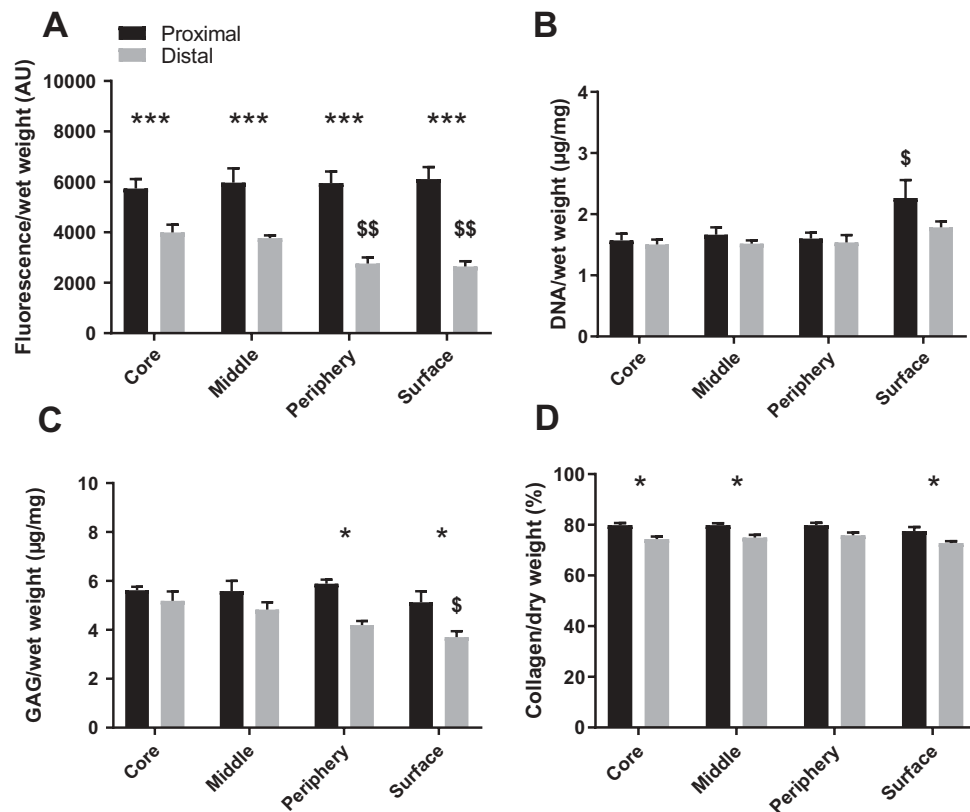 A
Proximal
Distal
Fluorescence/wet weight (AU)
10000
8000
6000
4000
2000
0
*** *** *** ***
$$ $$
Core Middle Periphery Surface
B
DNA/wet weight (µg/mg)
4
3
2
1
0
$
Core Middle Periphery Surface
C
GAG/wet weight (µg/mg)
10
8
6
4
2
0
* *
$
Core Middle Periphery Surface
D
Collagen/dry weight (%)
100
80
60
40
20
0
* * *
Core Middle Periphery Surface